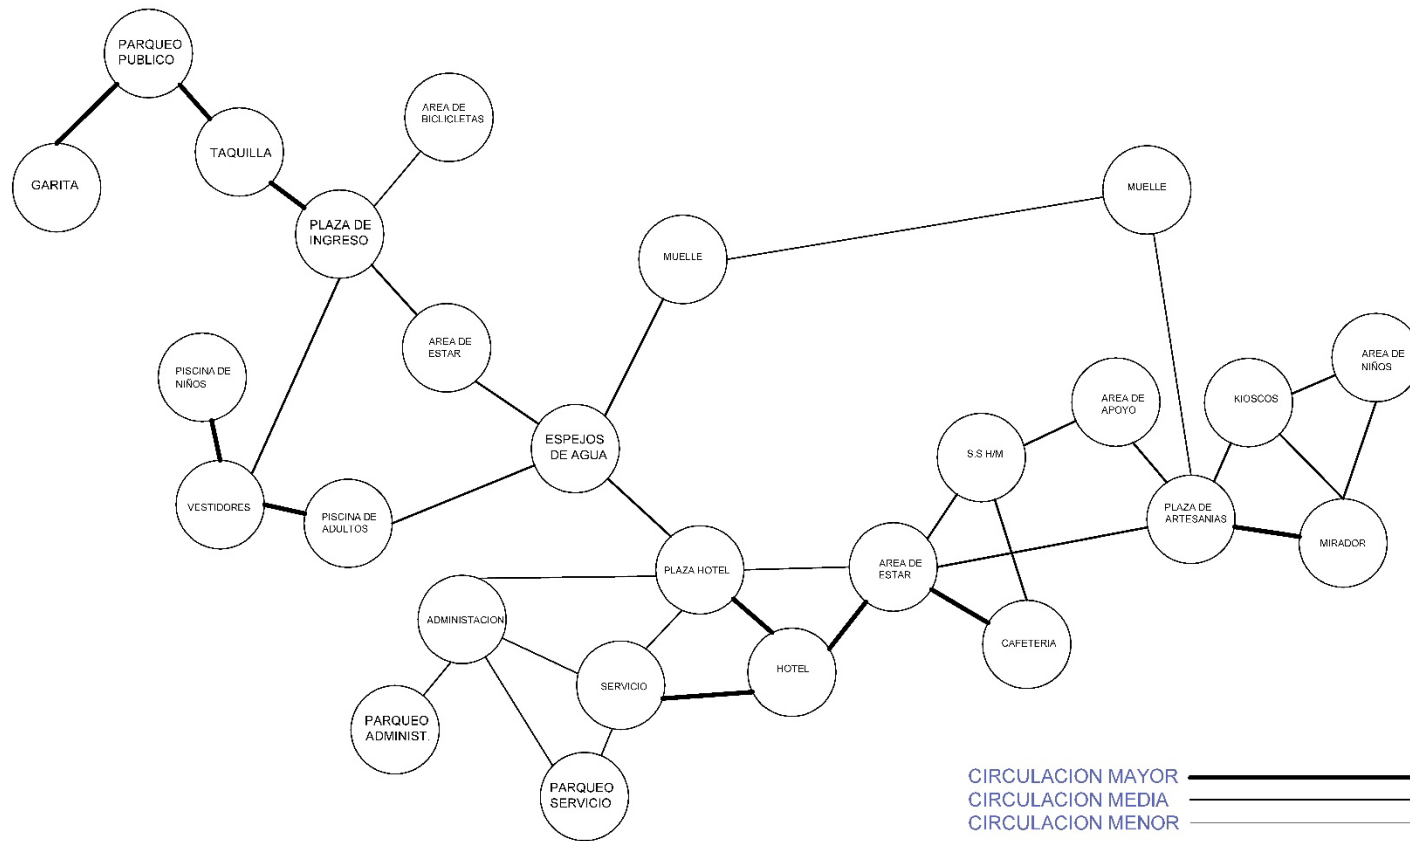 PARQUEO
PUBLICO
AREA DE
BICLICLETAS
TAQUILLA
GARITA
PLAZA DE
INGRESO
MUELLE
MUELLE
AREA DE
ESTAR
PISCINA DE
NIÑOS
AREA DE
NIÑOS
KIOSCOS
AREA DE
APOYO
ESPEJOS
DE AGUA
S.S H/M
VESTIDORES
PISCINA DE
ADULTOS
PLAZA DE
ARTESANIAS
MIRADOR
PLAZA HOTEL
AREA DE
ESTAR
ADMINISTACION
CAFETERIA
HOTEL
SERVICIO
PARQUEO
ADMINIST.
PARQUEO
SERVICIO
CIRCULACION MAYOR
CIRCULACION MEDIA
CIRCULACION MENOR